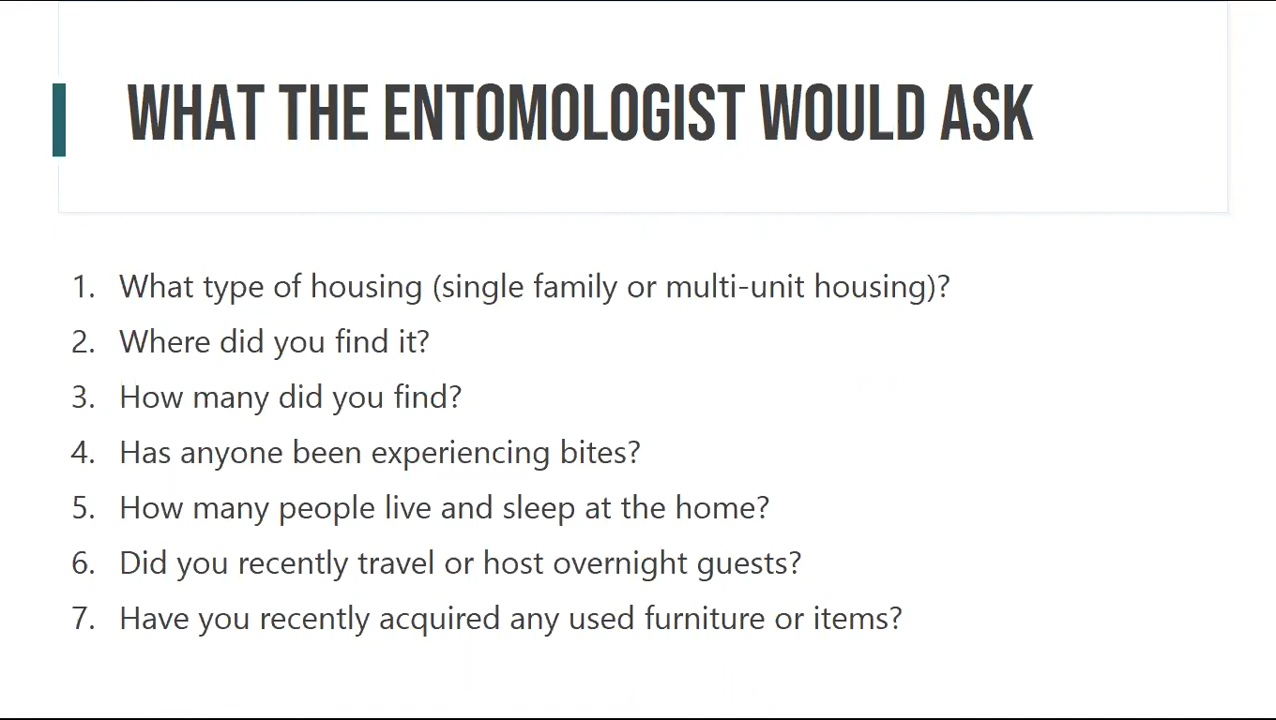 WHAT THE ENTOMOLOGIST WOULD ASK
1. What type of housing (single family or multi-unit housing)?
2. Where did you find it?
3. How many did you find?
4. Has anyone been experiencing bites?
5. How many people live and sleep at the home?
6. Did you recently travel or host overnight guests?
7. Have you recently acquired any used furniture or items?